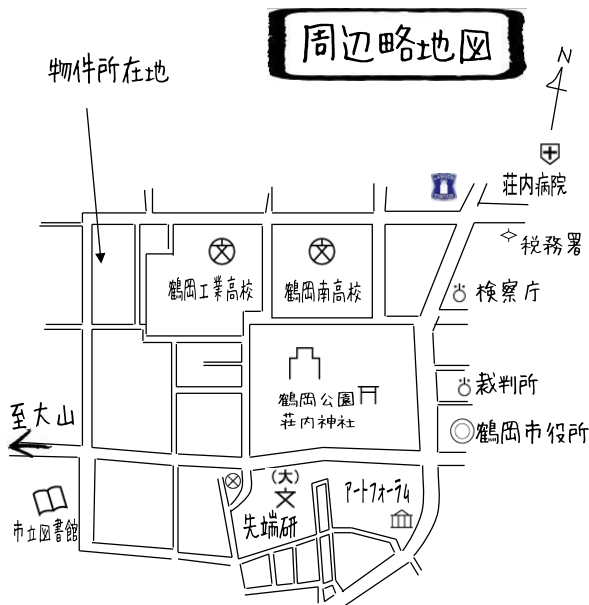 周辺略地図
物件所在地
N
荘内病院
税務署
検察庁
文
文
鶴岡工業高校
鶴岡南高校
裁判所
鶴岡公園
荘内神社
至大山
鶴岡市役所
(大)
文
アートフォーラム
先端研
市立図書館